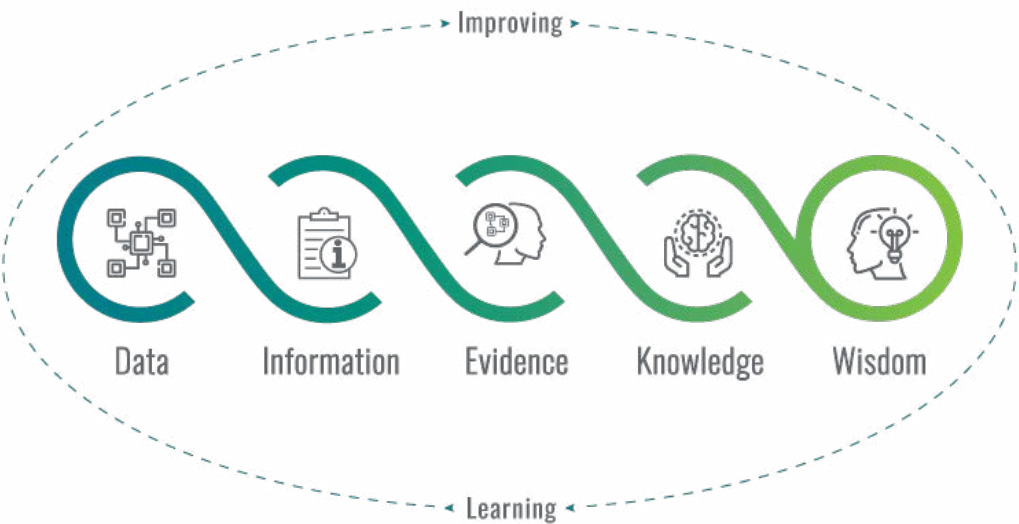 Improving
Data
Information
Evidence
Knowledge
Wisdom
Learning